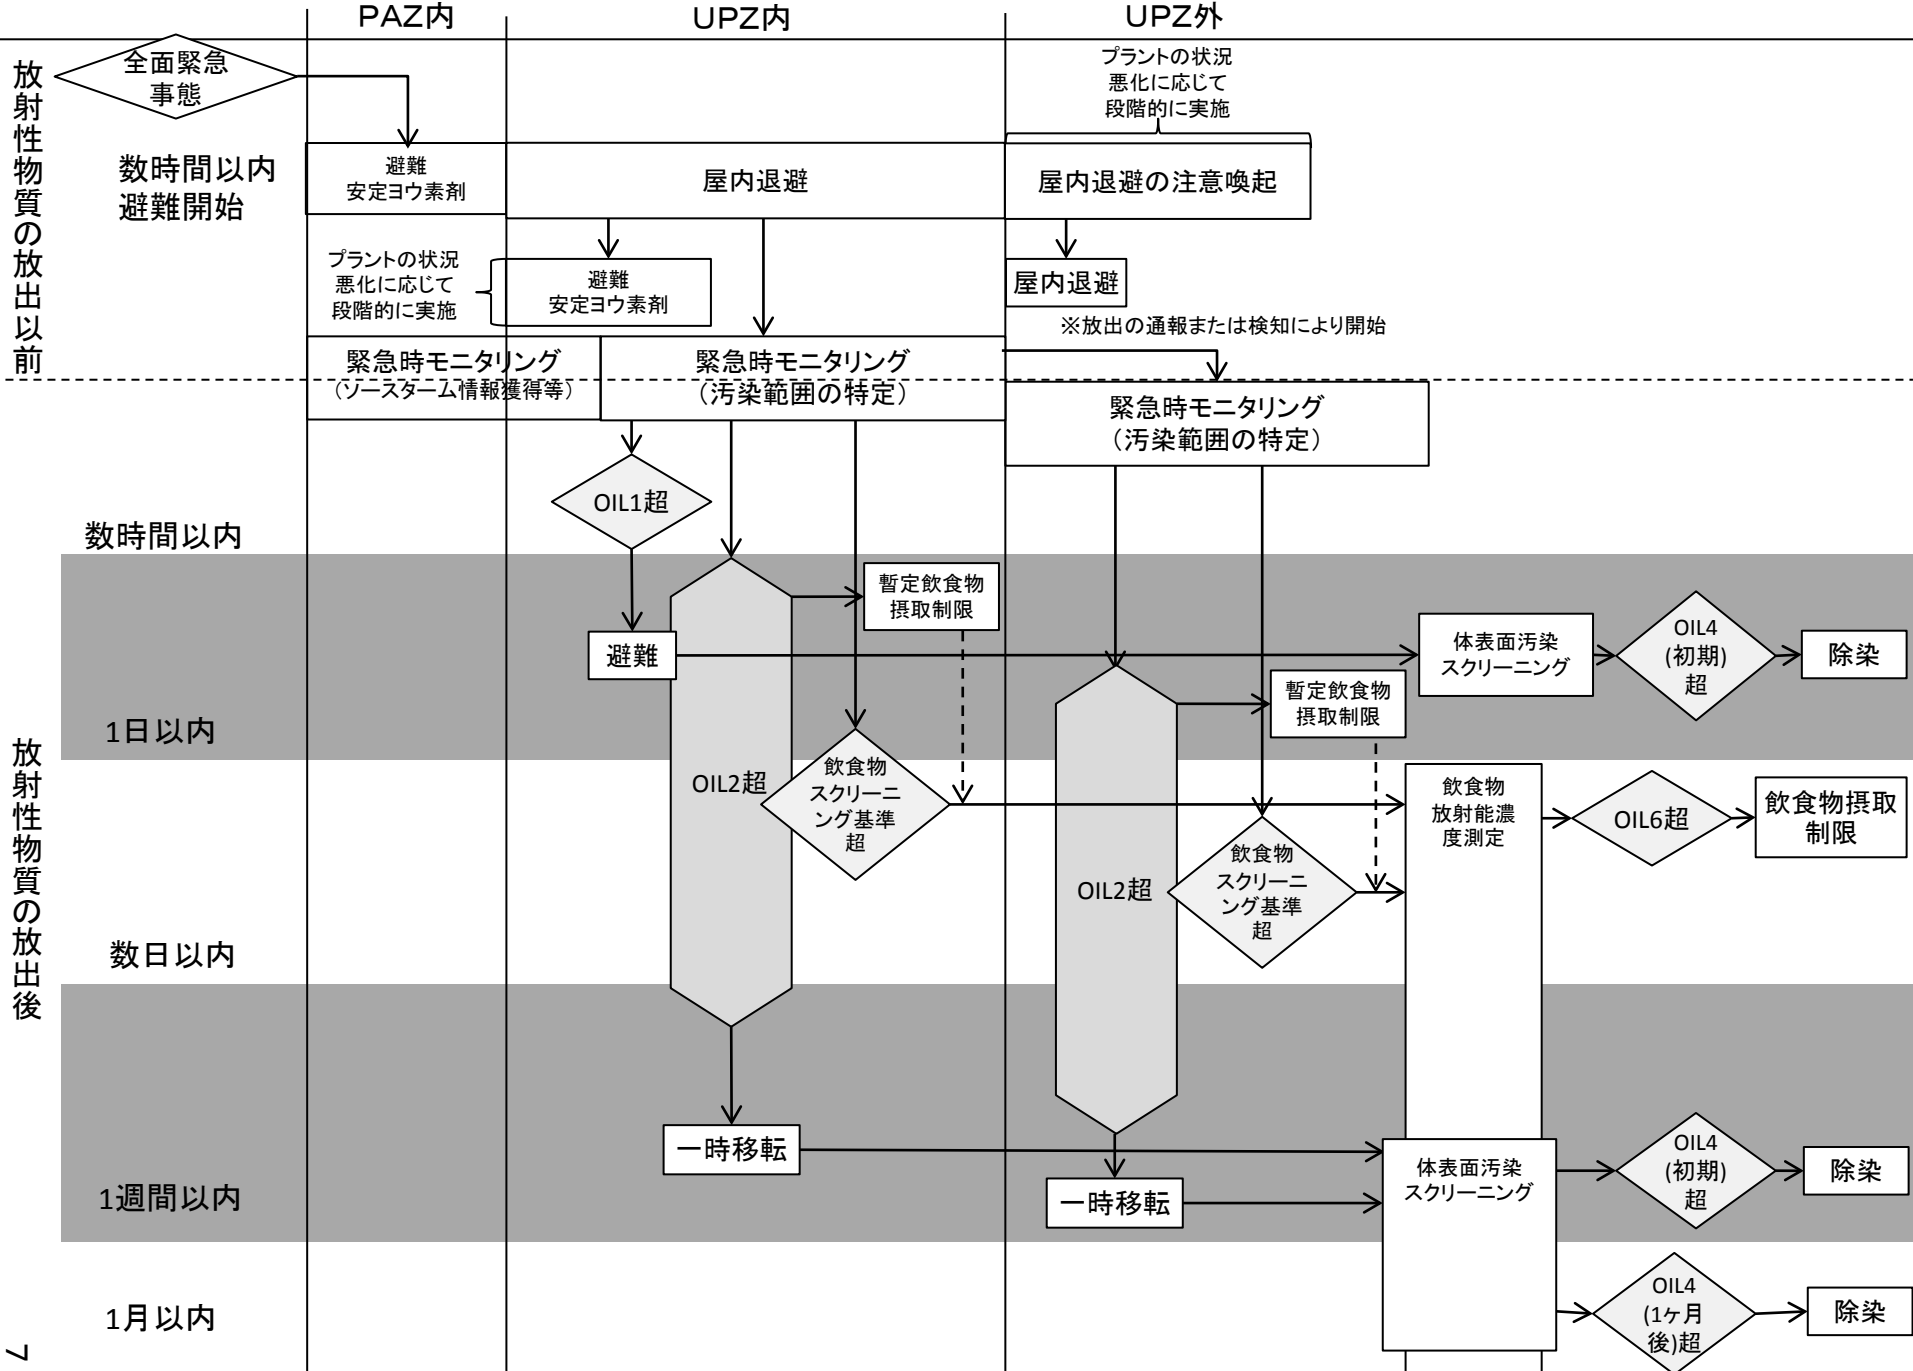 PAZ内
UPZ内
UPZ外
放射性物質の放出以前
全面緊急
事態
プラントの状況
悪化に応じて
段階的に実施
数時間以内
避難開始
避難
安定ヨウ素剤
屋内退避
屋内退避の注意喚起
プラントの状況
悪化に応じて
段階的に実施
避難
安定ヨウ素剤
屋内退避
※放出の通報または検知により開始
緊急時モニタリング
（ソースターム情報獲得等）
緊急時モニタリング
（汚染範囲の特定）
緊急時モニタリング
（汚染範囲の特定）
放射性物質の放出後
OIL1超
数時間以内
暫定飲食物
摂取制限
避難
体表面汚染
スクリーニング
OIL4
(初期)
超
除染
暫定飲食物
摂取制限
1日以内
OIL2超
飲食物
スクリーニ
ング基準
超
飲食物
放射能濃
度測定
OIL6超
飲食物摂取
制限
OIL2超
飲食物
スクリーニ
ング基準
超
数日以内
一時移転
体表面汚染
スクリーニング
OIL4
(初期)
超
除染
1週間以内
一時移転
1月以内
OIL4
(1ヶ月
後)超
除染
7